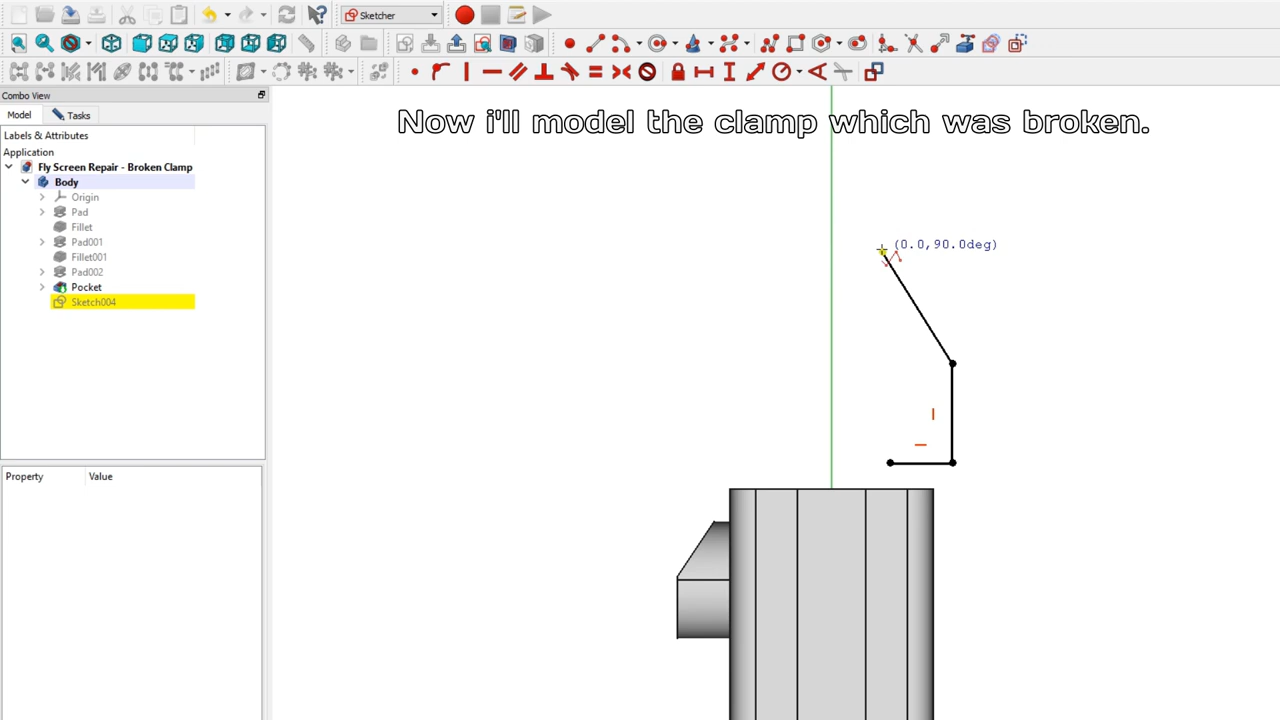 Sketcher
Combo View
Model
Tasks
Labels & Attributes
Application
Fly Screen Repair - Broken Clamp
Body
Origin
Pad
Fillet
Pad001
Fillet001
Pad002
Pocket
Sketch004
Property Value
Now i'll model the clamp which was broken.
(0.0,90.0deg)